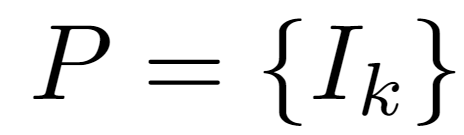 P = {I_k}